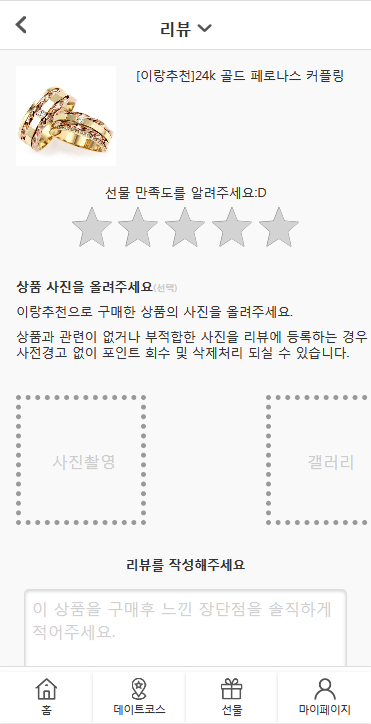 리뷰
[이랑추천]24k 골드 페로나스 커플링
선물 만족도를 알려주세요:D
상품 사진을 올려주세요(선택)
이랑추천으로 구매한 상품의 사진을 올려주세요.
상품과 관련이 없거나 부적합한 사진을 리뷰에 등록하는 경우
사전경고 없이 포인트 회수 및 삭제처리 되실 수 있습니다.
사진촬영
갤러리
리뷰를 작성해주세요
이 상품을 구매후 느낀 장단점을 솔직하게
적어주세요.
홈
데이트코스
선물
마이페이지